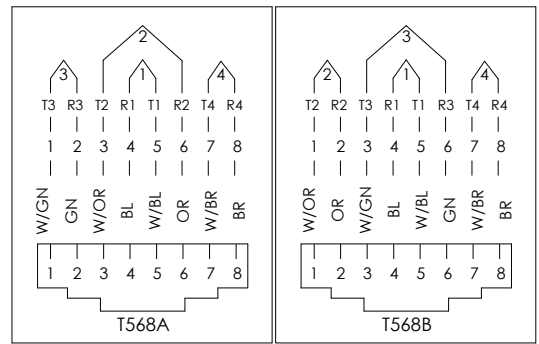 2
3 1 4
T3 R3 T2 R1 T1 R2 T4 R4
1 2 3 4 5 6 7 8
W/GN GN W/OR BL W/BL OR W/BR BR
1 2 3 4 5 6 7 8
T568A
3
2 1 4
T2 R2 T3 R1 T1 R3 T4 R4
1 2 3 4 5 6 7 8
W/OR OR W/GN BL W/BL GN W/BR BR
1 2 3 4 5 6 7 8
T568B